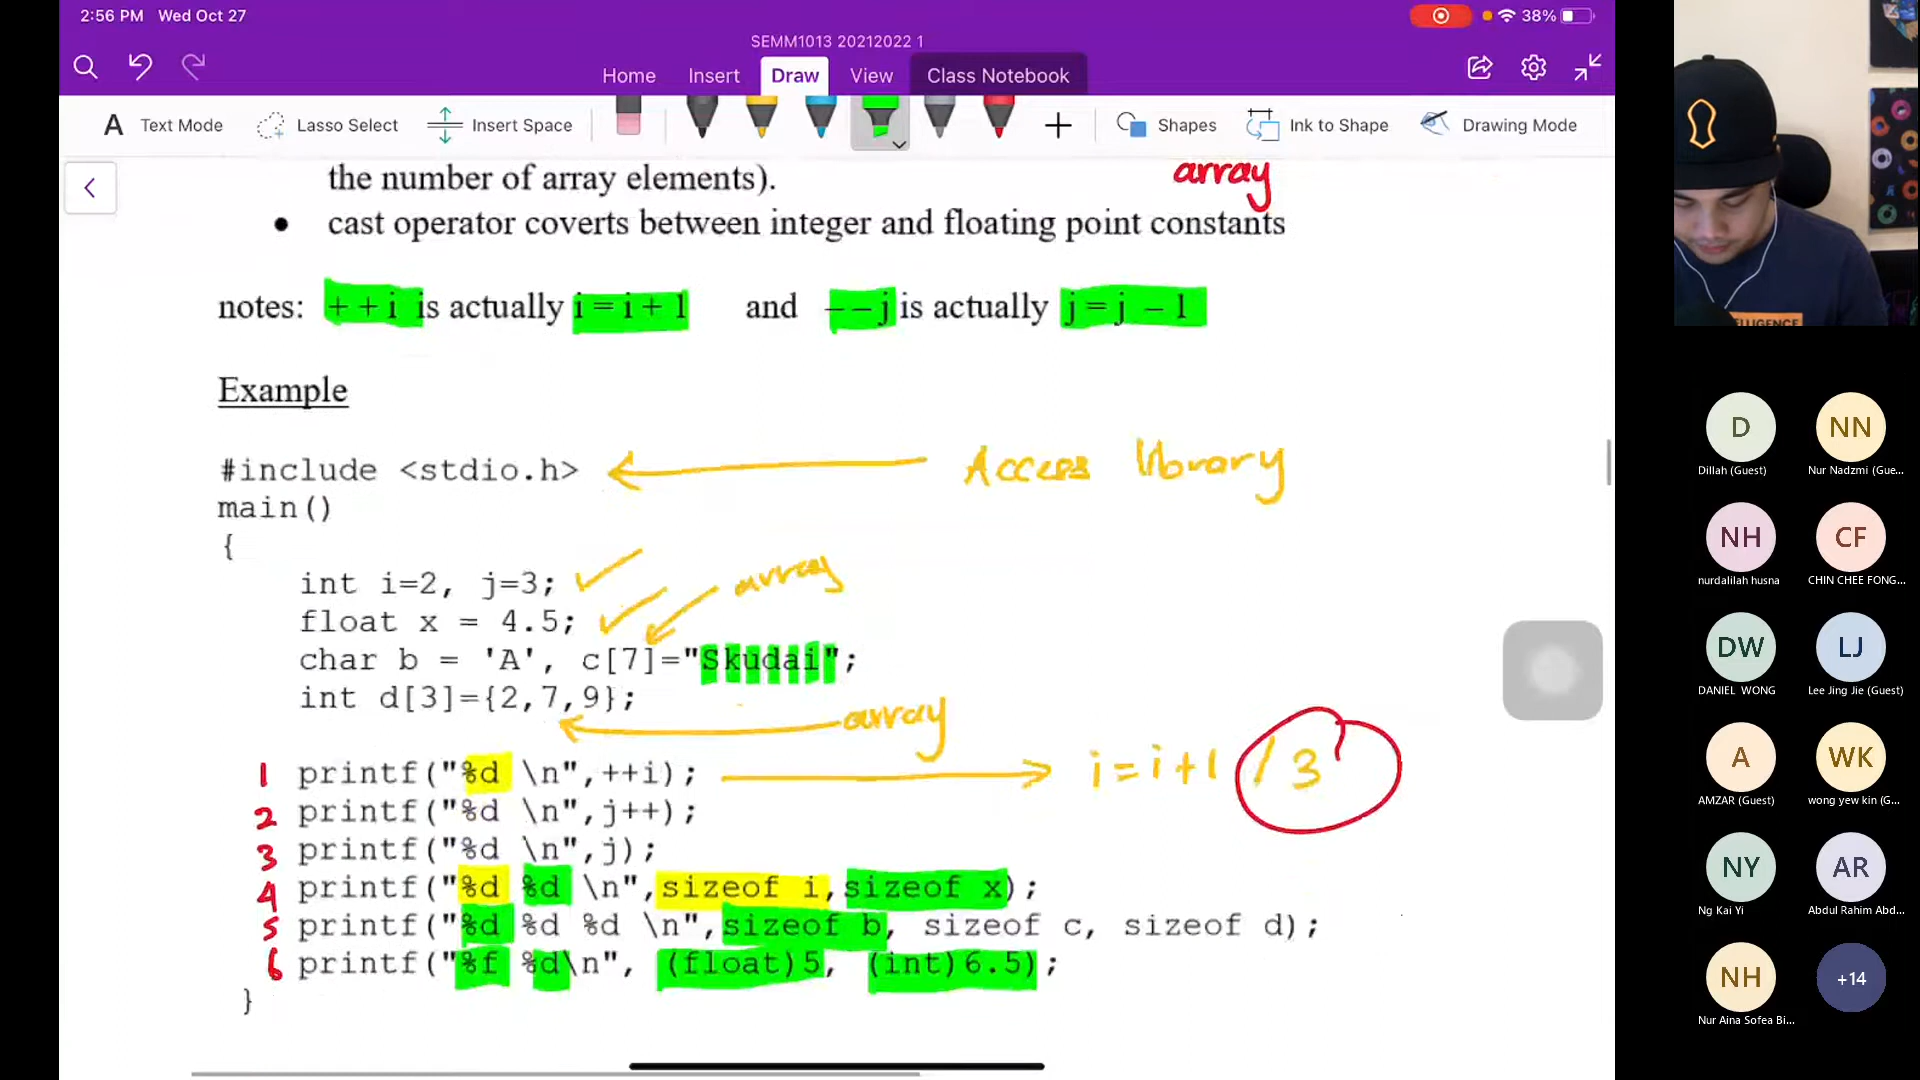 2:56 PM Wed Oct 27
38%
SEMM1013 20212022 1
Home Insert Draw View Class Notebook
A Text Mode Lasso Select Insert Space Shapes Ink to Shape Drawing Mode
array
the number of array elements).
• cast operator coverts between integer and floating point constants
notes: + + i is actually i = i + 1 and – – j is actually j = j – 1
Example
#include <stdio.h> Access library
main()
{
int i=2, j=3;
array
float x = 4.5;
char b = 'A', c[7]="Skudai";
int d[3]={2,7,9};
array
1 printf("%d \n",++i); i=i+1 / 3
2 printf("%d \n",j++);
3 printf("%d \n",j);
4 printf("%d %d \n",sizeof i,sizeof x);
5 printf("%d %d %d \n",sizeof b, sizeof c, sizeof d);
6 printf("%f %d\n", (float)5, (int)6.5);
}
D NN
Dillah (Guest) Nur Nadzmi (Gue...
NH CF
nurdalilah husna CHIN CHEE FONG...
DW LJ
DANIEL WONG Lee Jing Jie (Guest)
A WK
AMZAR (Guest) wong yew kin (G...
NY AR
Ng Kai Yi Abdul Rahim Abd...
NH +14
Nur Aina Sofea Bi...